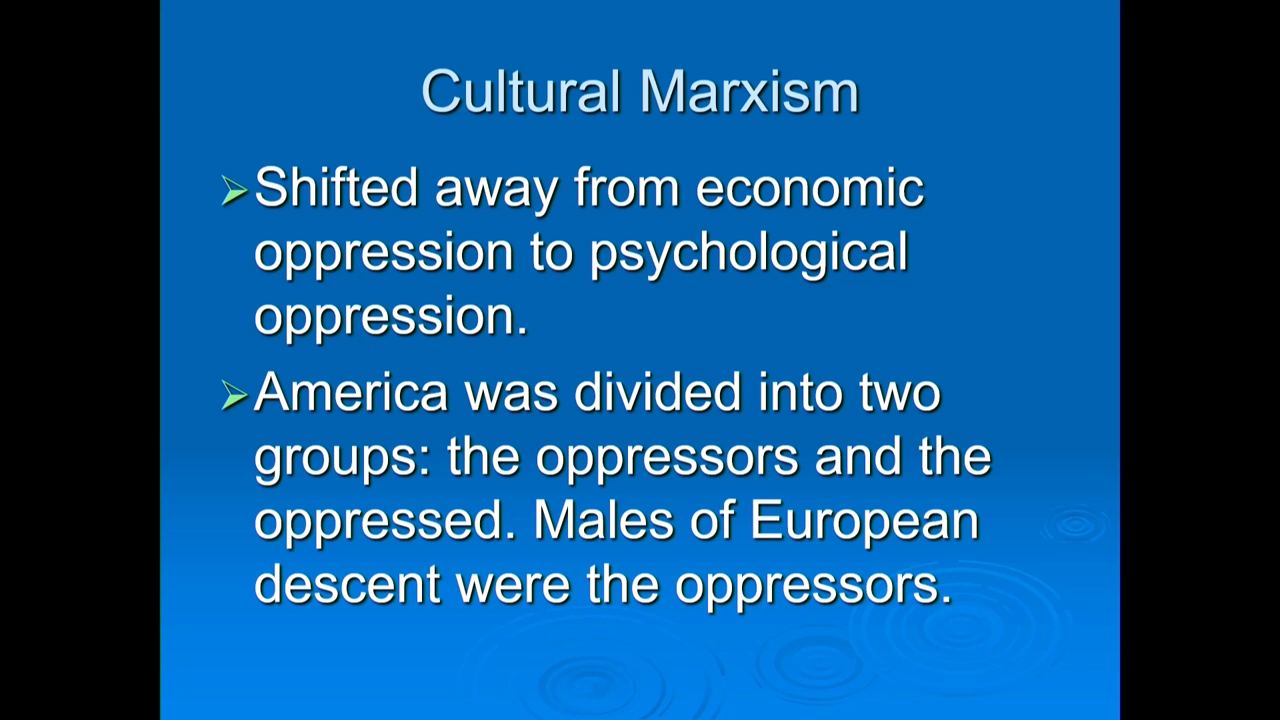 Cultural Marxism
Shifted away from economic
oppression to psychological
oppression.
America was divided into two
groups: the oppressors and the
oppressed. Males of European
descent were the oppressors.